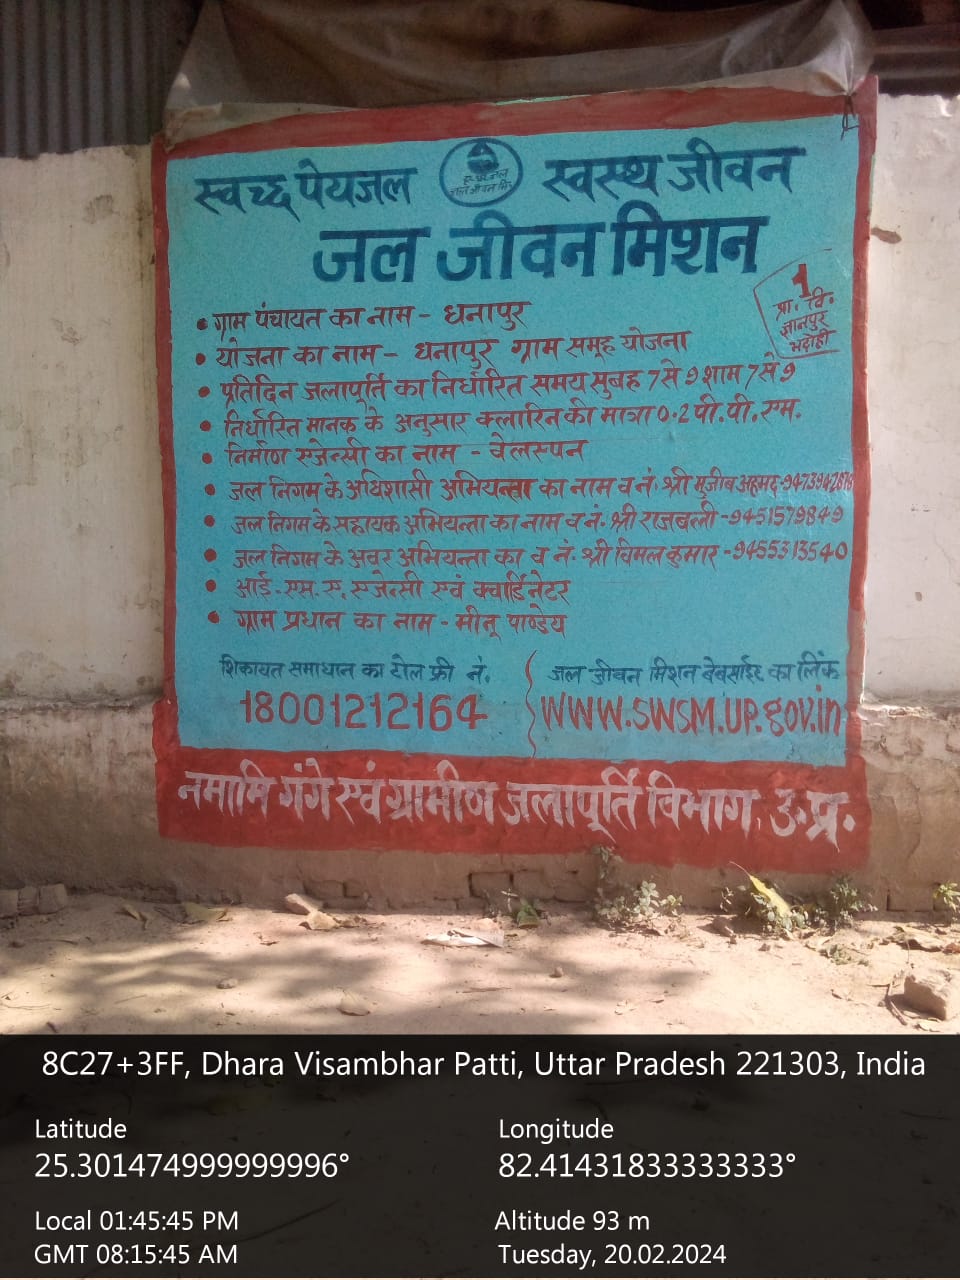 स्वच्छ पेयजल स्वस्थ जीवन
जल जीवन मिशन
1
प्रा. वि.
ज्ञानपुर
भदोही
• ग्राम पंचायत का नाम - धनापुर
• योजना का नाम - धनापुर ग्राम समूह योजना
• प्रतिदिन जलापूर्ति का निर्धारित समय सुबह 7 से 9 शाम 7 से 9
• निर्धारित मानक के अनुसार क्लोरिन की मात्रा 0.2 पी.पी.एम.
• निर्माण एजेन्सी का नाम - वेलस्पन
• जल निगम के अधिशासी अभियन्ता का नाम व नं. श्री मुजीब अहमद -
• जल निगम के सहायक अभियन्ता का नाम व नं. श्री राजबली - 9451579849
• जल निगम के अवर अभियन्ता का व नं. श्री विमल कुमार - 9455313540
• आई.एस.ए. एजेन्सी एवं क्वार्डिनेटर
• ग्राम प्रधान का नाम - मीनू पाण्डेय
शिकायत समाधान का टोल फ्री नं.
18001212164
जल जीवन मिशन बेबसाईट का लिंक
WWW.SWSM.UP.gov.in
नमामि गंगे एवं ग्रामीण जलापूर्ति विभाग, उ.प्र.
8C27+3FF, Dhara Visambhar Patti, Uttar Pradesh 221303, India
Latitude
25.301474999999996°
Longitude
82.41431833333333°
Local 01:45:45 PM
GMT 08:15:45 AM
Altitude 93 m
Tuesday, 20.02.2024